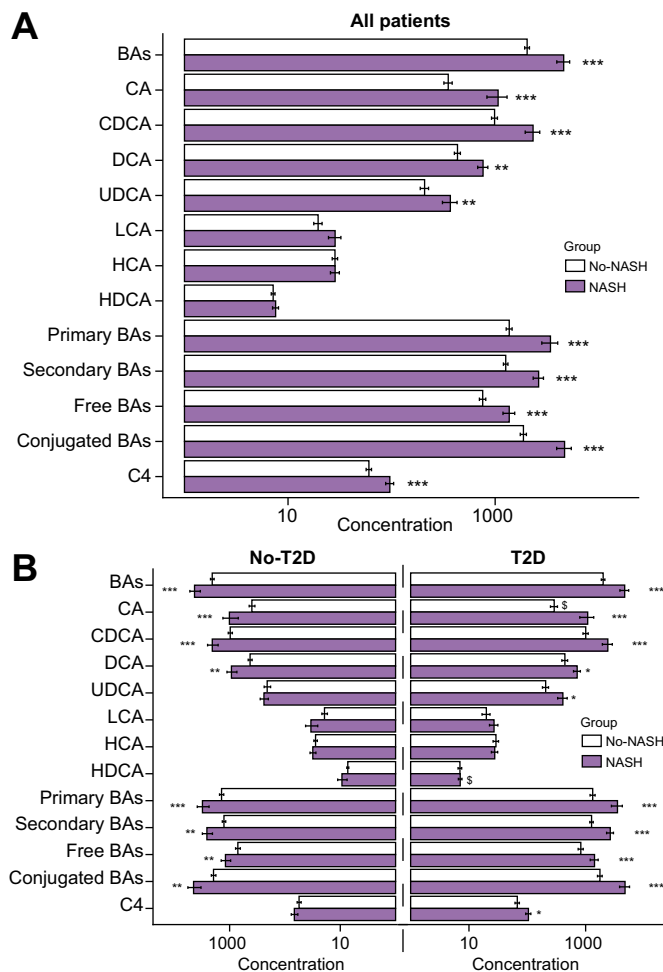 A
All patients
BAs
***
CA
***
CDCA
***
DCA
**
UDCA
**
LCA
HCA
HDCA
Primary BAs
***
Secondary BAs
***
Free BAs
***
Conjugated BAs
***
C4
***
Group
No-NASH
NASH
10 1000
Concentration
B
No-T2D T2D
BAs
*** ***
CA
$
*** ***
CDCA
*** ***
DCA
** *
UDCA
*
LCA
HCA
HDCA
$
Primary BAs
*** ***
Secondary BAs
** ***
Free BAs
** ***
Conjugated BAs
** ***
C4
*
Group
No-NASH
NASH
1000 10 10 1000
Concentration Concentration